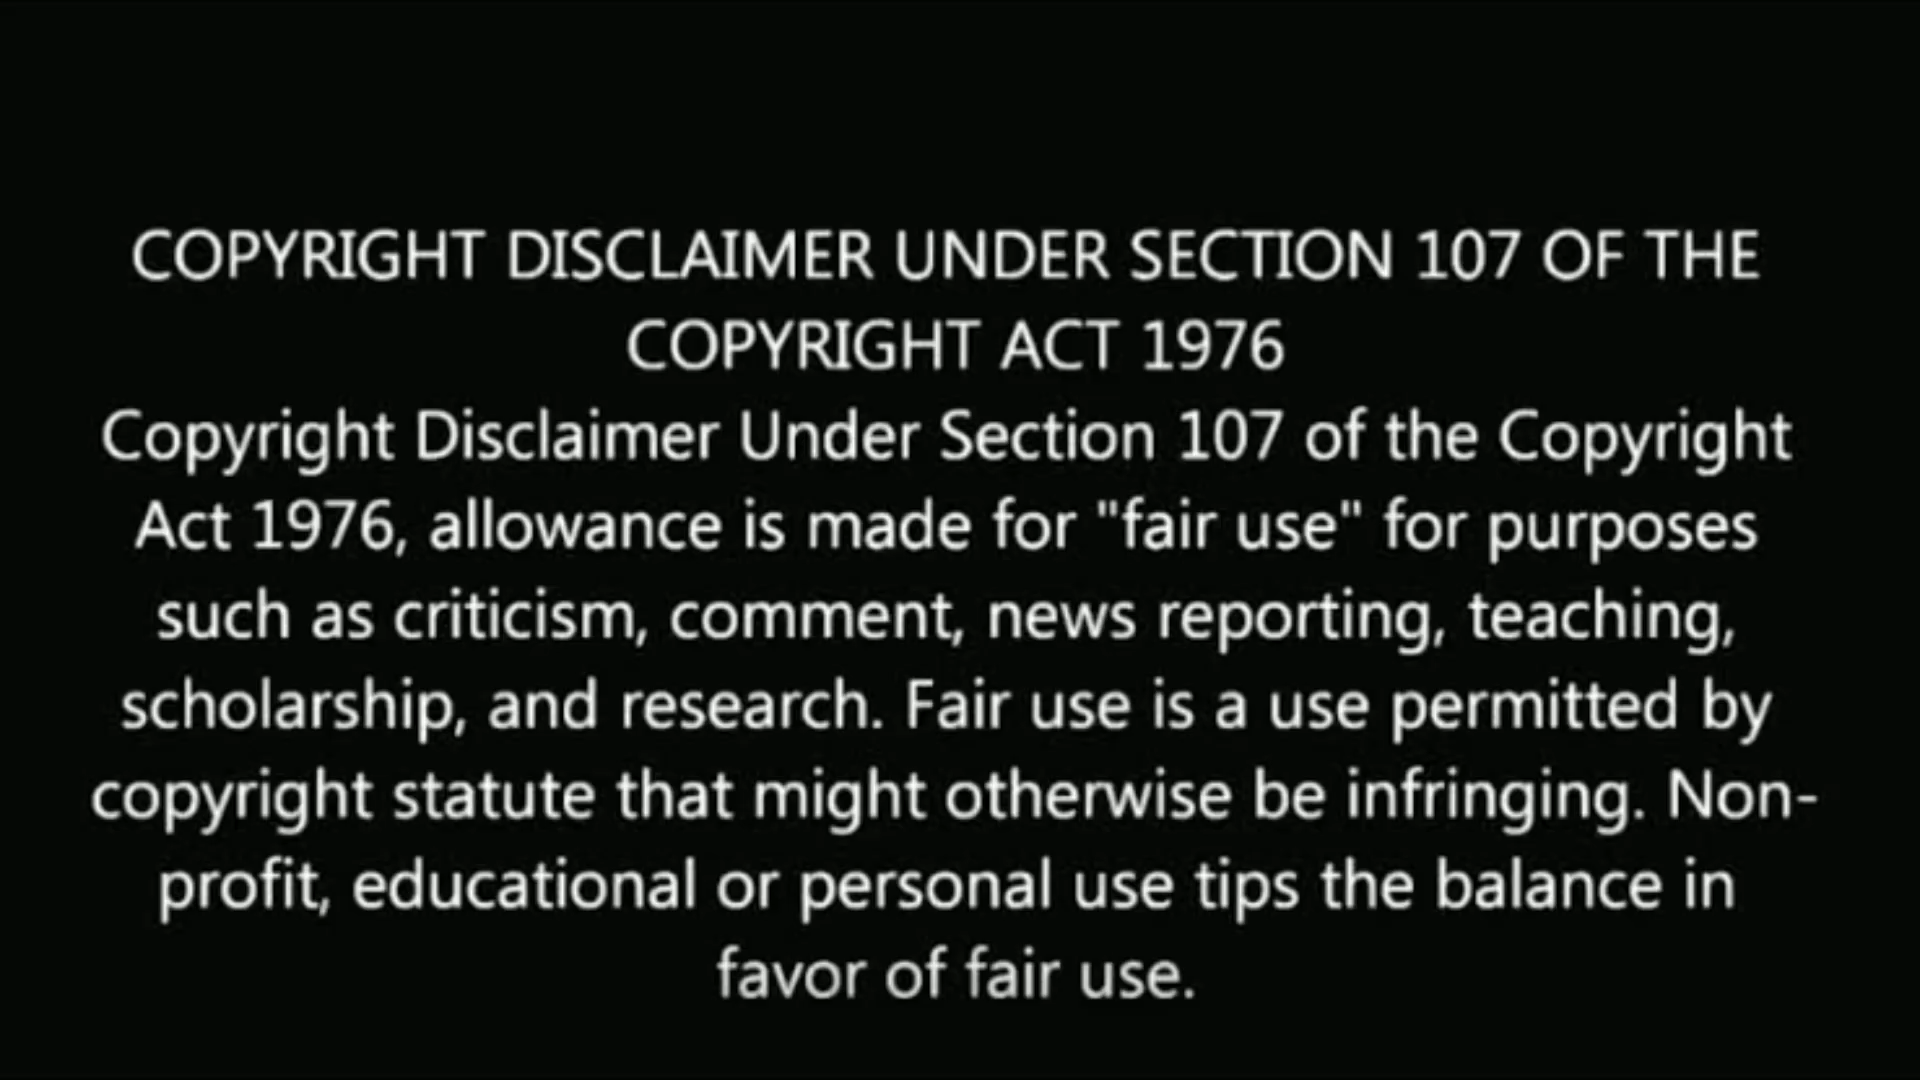 COPYRIGHT DISCLAIMER UNDER SECTION 107 OF THE
COPYRIGHT ACT 1976
Copyright Disclaimer Under Section 107 of the Copyright
Act 1976, allowance is made for "fair use" for purposes
such as criticism, comment, news reporting, teaching,
scholarship, and research. Fair use is a use permitted by
copyright statute that might otherwise be infringing. Non-
profit, educational or personal use tips the balance in
favor of fair use.